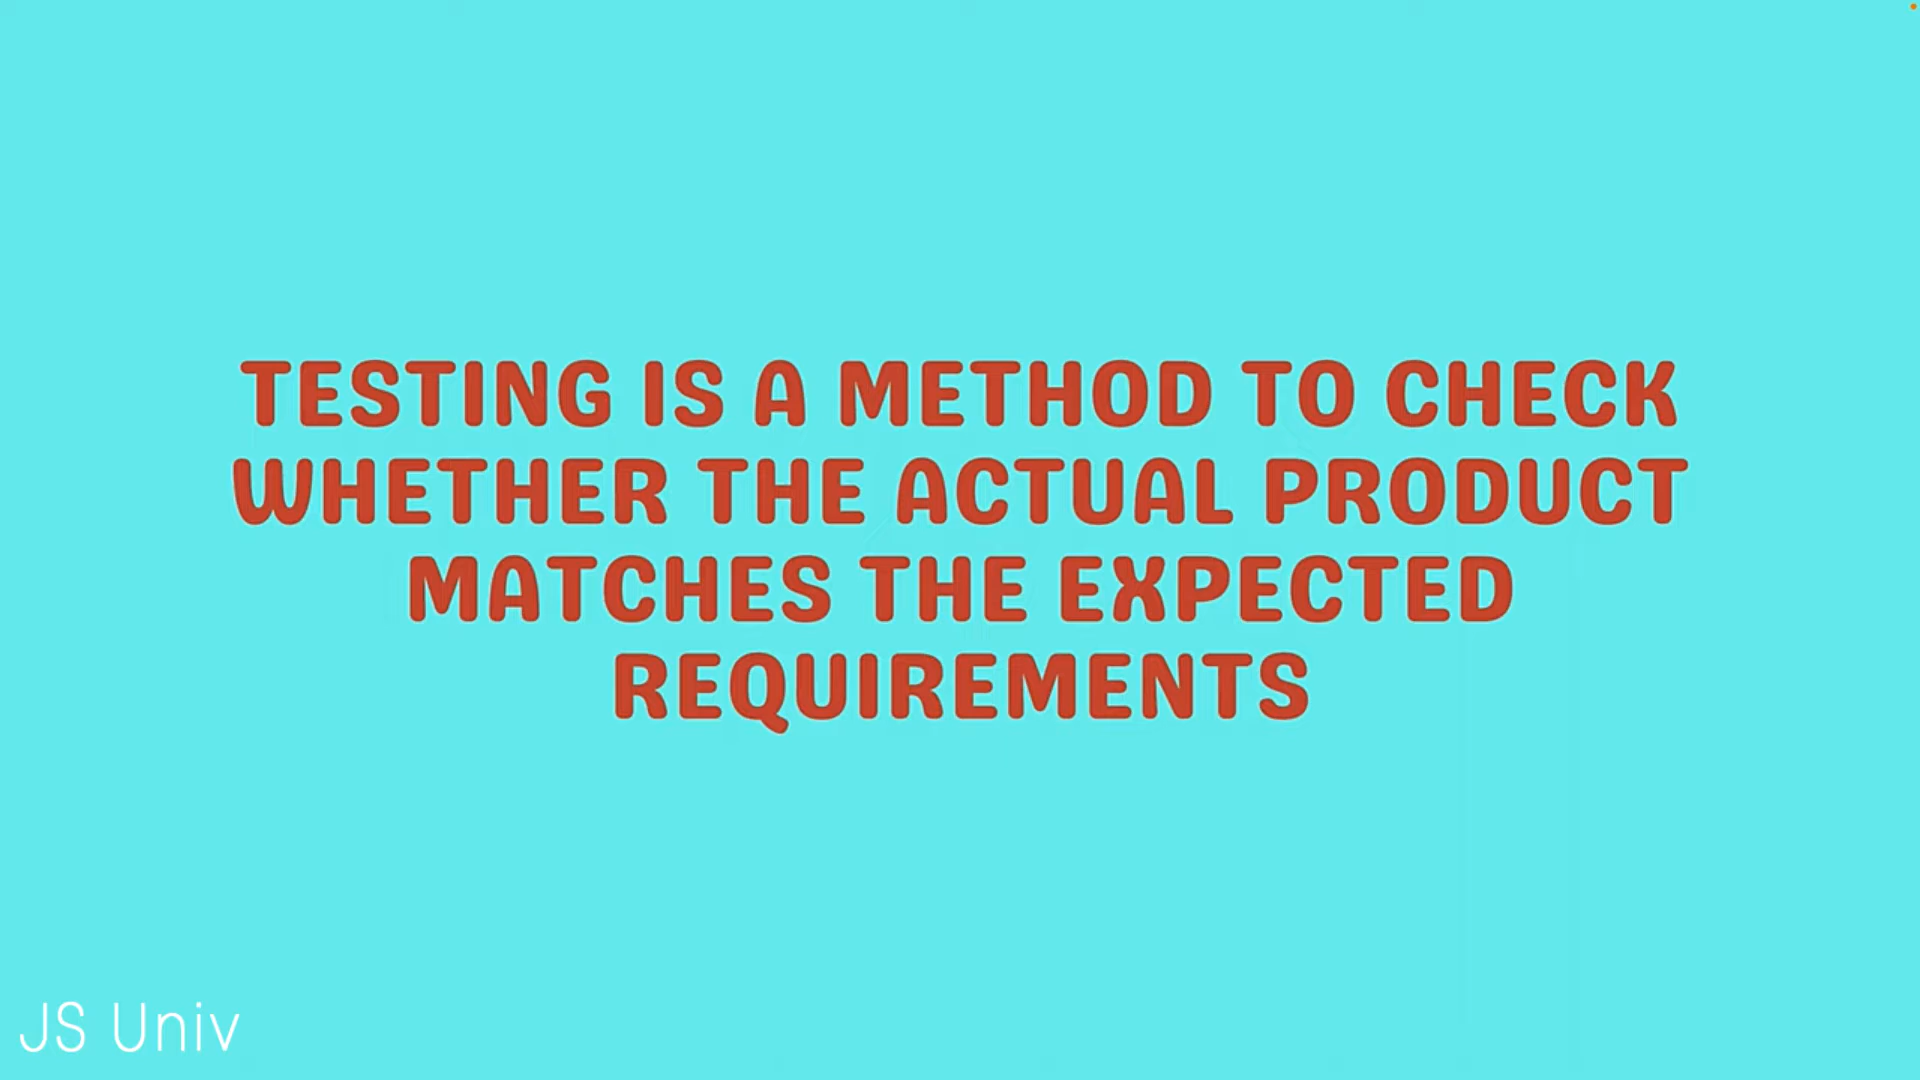 TESTING IS A METHOD TO CHECK
WHETHER THE ACTUAL PRODUCT
MATCHES THE EXPECTED
REQUIREMENTS
JS Univ